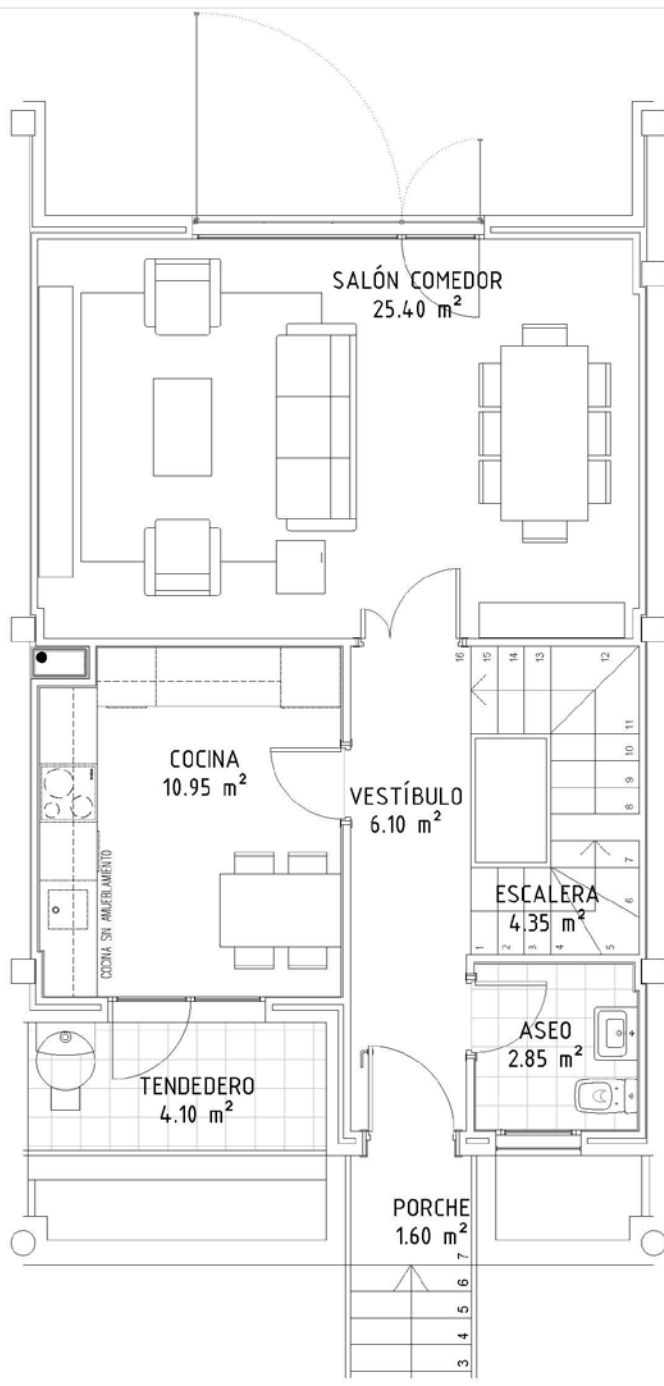 SALÓN COMEDOR
25.40 m²
16
15
14
13
12
11
10
9
8
7
6
5
4
3
2
1
COCINA
10.95 m²
VESTÍBULO
6.10 m²
COCINA SIN AMUEBLAMIENTO
ESCALERA
4.35 m²
ASEO
2.85 m²
TENDEDERO
4.10 m²
PORCHE
1.60 m²
7
6
5
4
3